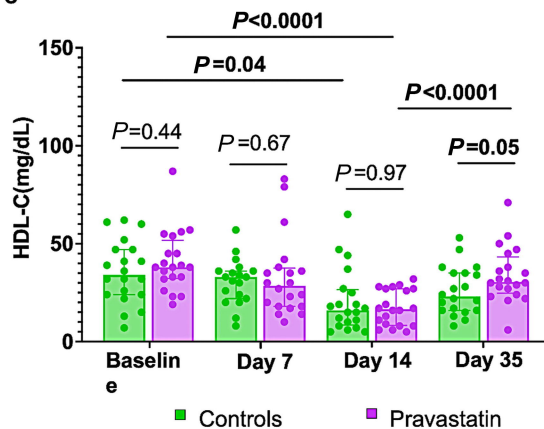 P<0.0001
P=0.04
P<0.0001
P=0.44
P=0.67
P=0.97
P=0.05
HDL-C(mg/dL)
150
100
50
0
Baselin
e
Day 7
Day 14
Day 35
Controls
Pravastatin